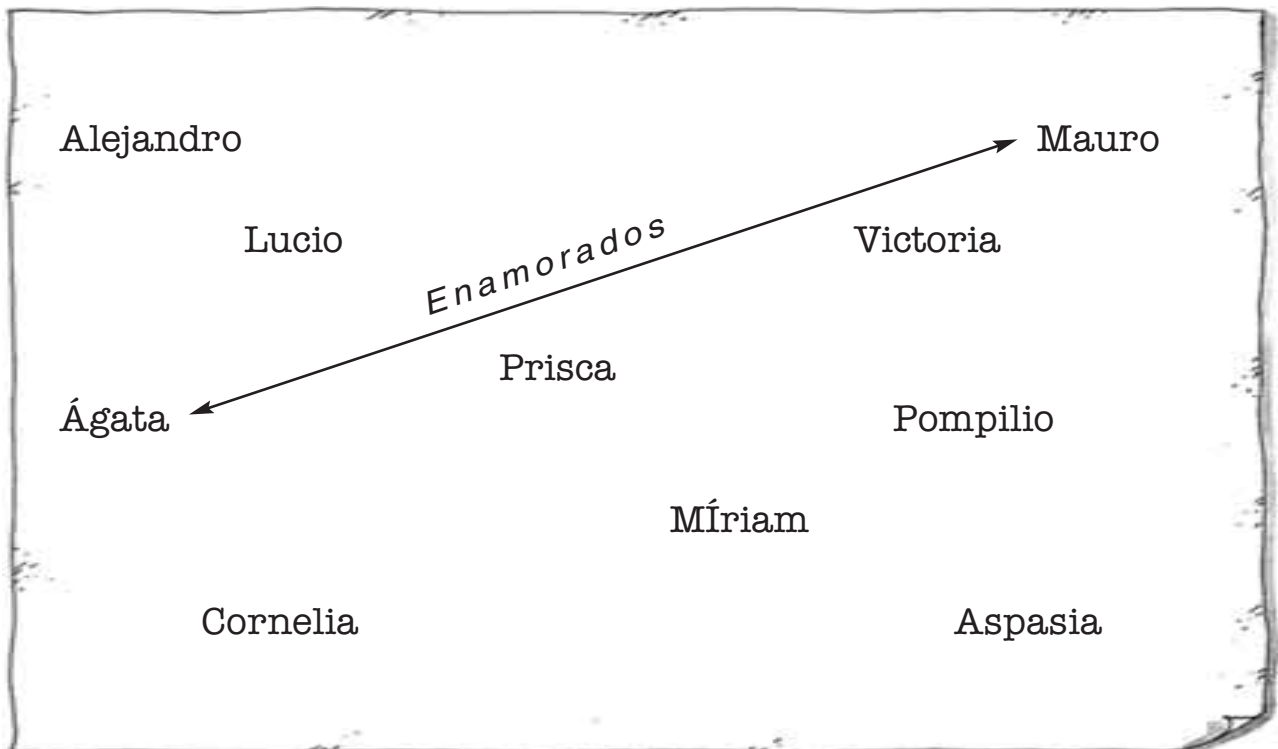 Alejandro
Mauro
Lucio
Enamorados
Victoria
Prisca
Ágata
Pompilio
MÍriam
Cornelia
Aspasia